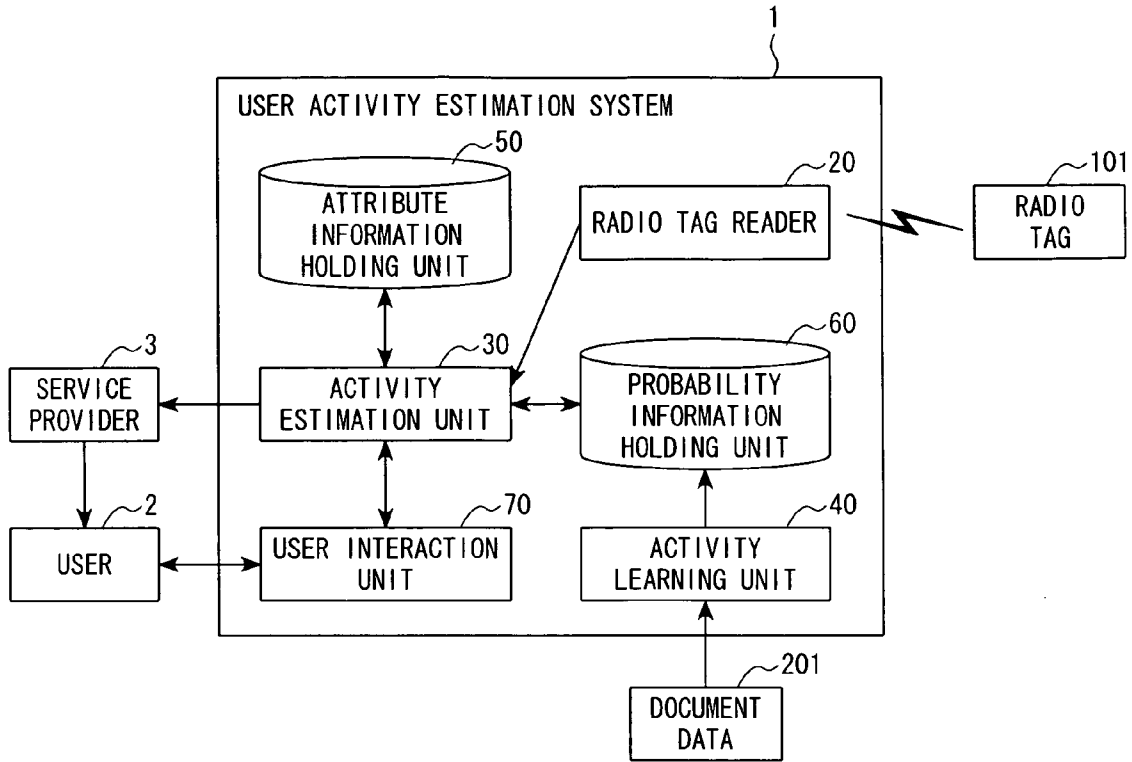 1
USER ACTIVITY ESTIMATION SYSTEM
50
ATTRIBUTE
INFORMATION
HOLDING UNIT
20
RADIO TAG READER
101
RADIO
TAG
3
SERVICE
PROVIDER
30
ACTIVITY
ESTIMATION UNIT
60
PROBABILITY
INFORMATION
HOLDING UNIT
2
USER
70
USER INTERACTION
UNIT
40
ACTIVITY
LEARNING UNIT
201
DOCUMENT
DATA